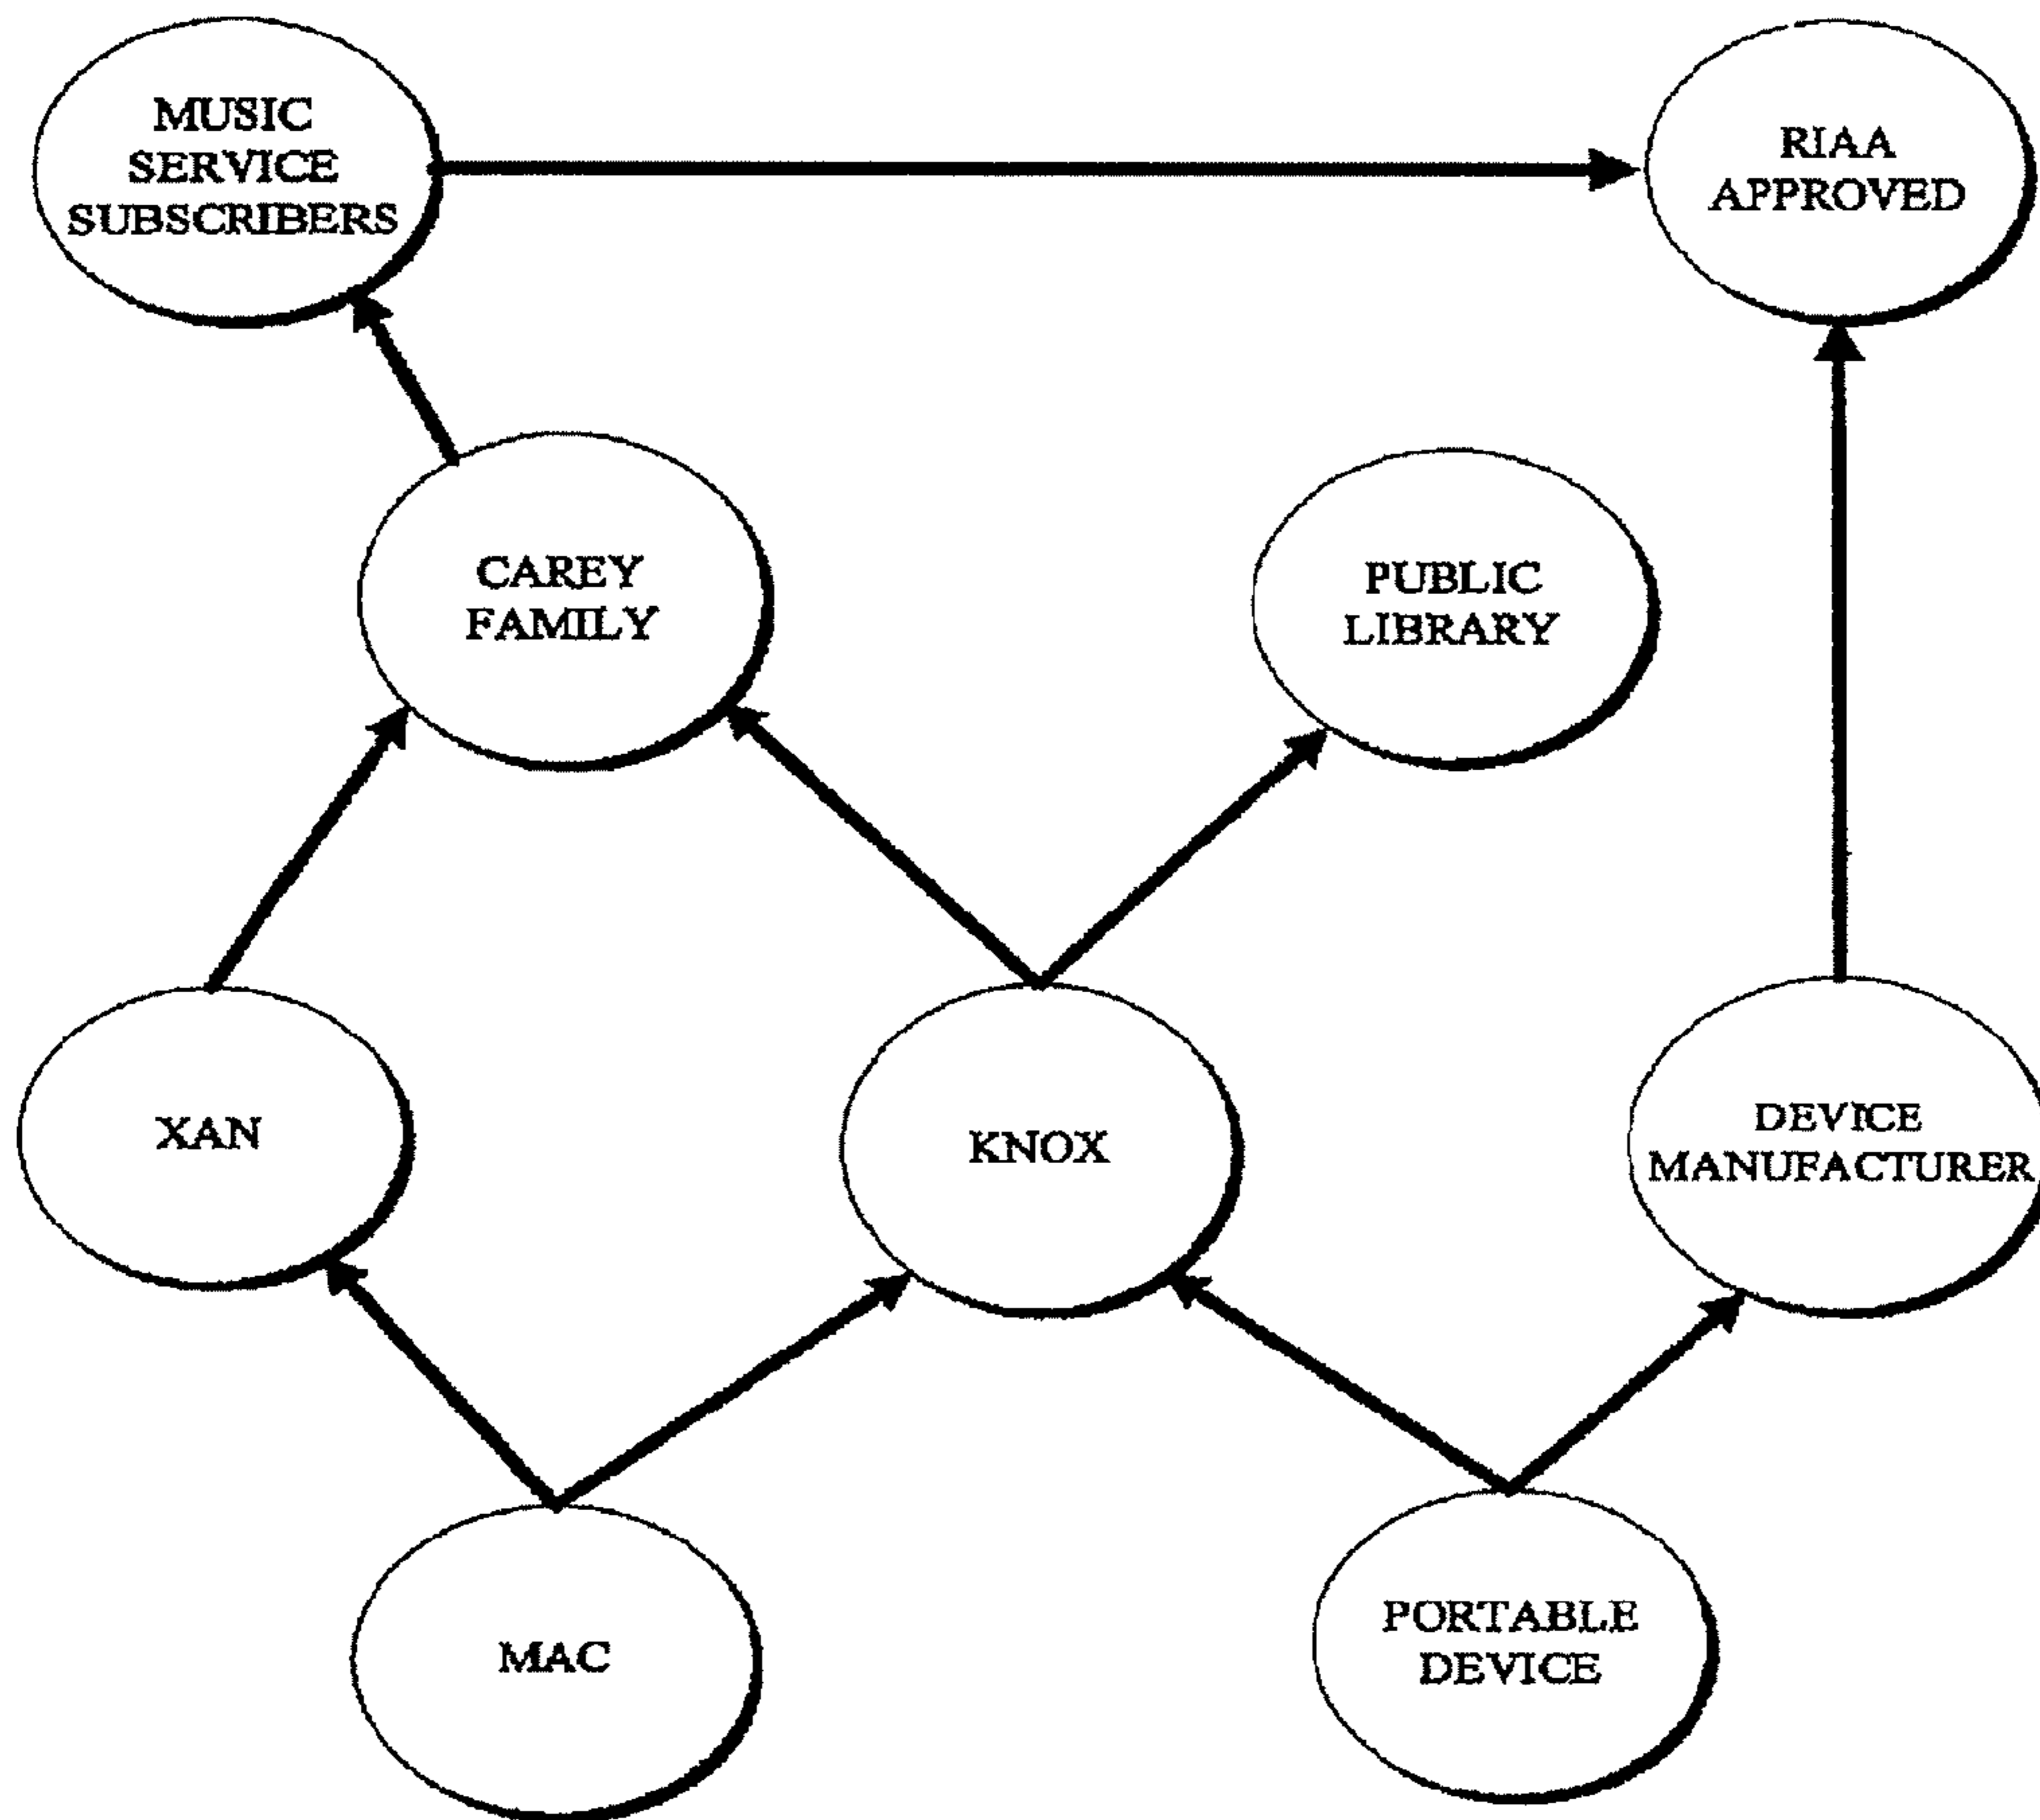 MUSIC
SERVICE
SUBSCRIBERS
RIAA
APPROVED
CAREY
FAMILY
PUBLIC
LIBRARY
XAN
KNOX
DEVICE
MANUFACTURER
MAC
PORTABLE
DEVICE